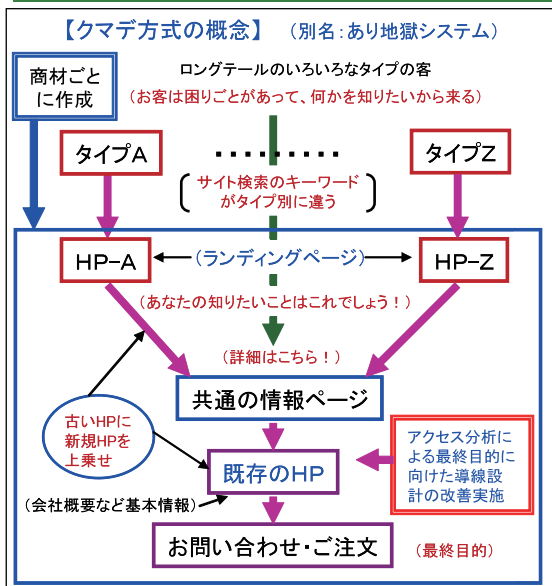 【クマデ方式の概念】 (別名:あり地獄システム)
商材ごと
に作成
ロングテールのいろいろなタイプの客
(お客は困りごとがあって、何かを知りたいから来る)
タイプA
タイプZ
サイト検索のキーワード
がタイプ別に違う
HP-A
(ランディングページ)
HP-Z
(あなたの知りたいことはこれでしょう!)
(詳細はこちら!)
共通の情報ページ
古いHPに
新規HPを
上乗せ
アクセス分析に
よる最終目的に
向けた導線設
計の改善実施
既存のHP
(会社概要など基本情報)
お問い合わせ・ご注文
(最終目的)